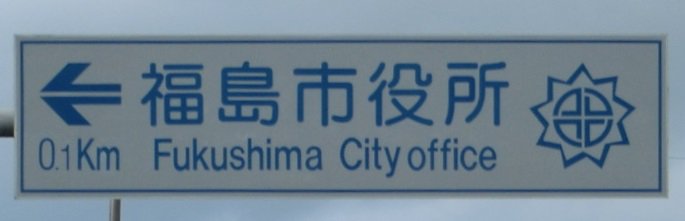 福島市役所
0.1Km Fukushima City office